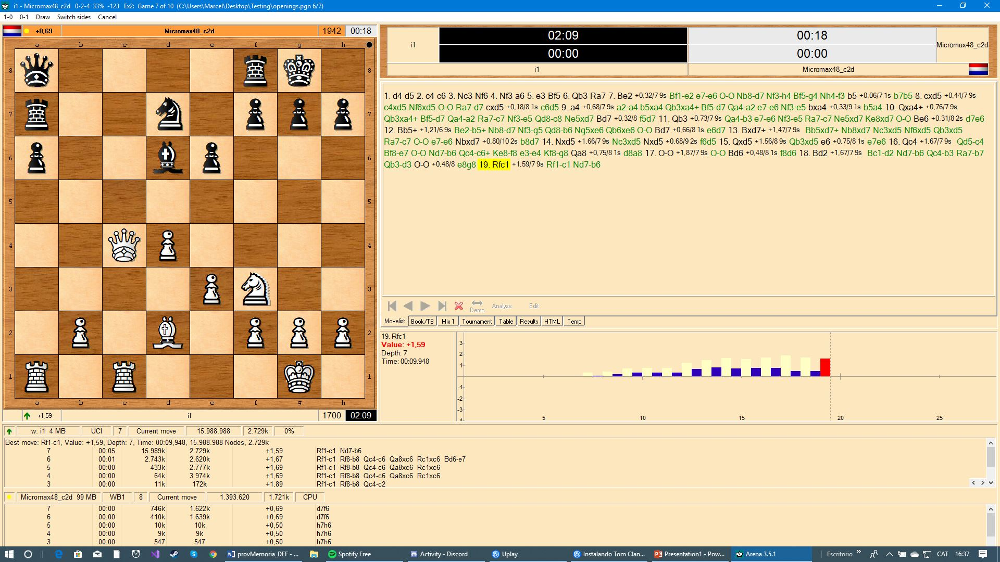 i1 - Micromax48_c2d 0-2-4 33% -123 Ex2: Game 7 of 10 (C:\Users\Marcel\Desktop\Testing\openings.pgn 6/7)
1-0 0-1 Draw Switch sides Cancel
+0,69 Micromax48_c2d 1942 00:18
a b c d e f g h
8 8
7 7
6 6
5 5
4 4
3 3
2 2
1 1
a b c d e f g h
+1,59 i1 1700 02:09
i1 02:09 00:18 Micromax48_c2d
00:00 00:00
i1 Micromax48_c2d
1. d4 d5 2. c4 c6 3. Nc3 Nf6 4. Nf3 a6 5. e3 Bf5 6. Qb3 Ra7 7. Be2 +0,32/7 9s Bf1-e2 e7-e6 O-O Nb8-d7 Nf3-h4 Bf5-g4 Nh4-f3 b5 +0,06/7 1s b7b5 8. cxd5 +0,44/7 9s
c4xd5 Nf6xd5 O-O Ra7-d7 cxd5 +0,18/8 1s c6d5 9. a4 +0,68/7 9s a2-a4 b5xa4 Qb3xa4+ Bf5-d7 Qa4-a2 e7-e6 Nf3-e5 bxa4 +0,33/9 1s b5a4 10. Qxa4+ +0,76/7 9s
Qb3xa4+ Bf5-d7 Qa4-a2 Ra7-c7 Nf3-e5 Qd8-c8 Ne5xd7 Bd7 +0,32/8 f5d7 11. Qb3 +0,73/7 9s Qa4-b3 e7-e6 Nf3-e5 Ra7-c7 Ne5xd7 Ke8xd7 O-O Be6 +0,31/8 2s d7e6
12. Bb5+ +1,21/6 9s Be2-b5+ Nb8-d7 Nf3-g5 Qd8-b6 Ng5xe6 Qb6xe6 O-O Bd7 +0,66/8 1s e6d7 13. Bxd7+ +1,47/7 9s Bb5xd7+ Nb8xd7 Nc3xd5 Nf6xd5 Qb3xd5
Ra7-c7 O-O e7-e6 Nbxd7 +0,80/10 2s b8d7 14. Nxd5 +1,66/7 9s Nc3xd5 Nxd5 +0,68/9 2s f6d5 15. Qxd5 +1,56/8 9s Qb3xd5 e6 +0,75/8 1s e7e6 16. Qc4 +1,67/7 9s Qd5-c4
Bf8-e7 O-O Nd7-b6 Qc4-c6+ Ke8-f8 e3-e4 Kf8-g8 Qa8 +0,75/8 1s d8a8 17. O-O +1,87/7 9s O-O Bd6 +0,48/8 1s f8d6 18. Bd2 +1,67/7 9s Bc1-d2 Nd7-b6 Qc4-b3 Ra7-b7
Qb3-d3 O-O +0,48/8 e8g8 19. Rfc1 +1,59/7 9s Rf1-c1 Nd7-b6
Demo Analyze Edit
Movelist Book/TB Mix 1 Tournament Table Results HTML Temp
19. Rfc1
Value: +1,59
Depth: 7
Time: 00:09,948
3
2
1
-1
-2
-3
4
5 10 15 20 25
w: i1 4 MB UCI 7 Current move 15.988.988 2.729k 0%
Best move: Rf1-c1, Value: +1,59, Depth: 7, Time: 00:09,948, 15.988.988 Nodes, 2.729k
7 00:05 15.989k 2.729k +1,59 Rf1-c1 Nd7-b6
6 00:01 2.743k 2.620k +1,67 Rf1-c1 Rf8-b8 Qc4-c6 Qa8xc6 Rc1xc6 Bd6-e7
5 00:00 433k 2.777k +1,69 Rf1-c1 Rf8-b8 Qc4-c6 Qa8xc6 Rc1xc6
4 00:00 64k 3.974k +1,69 Rf1-c1 Rf8-b8 Qc4-c6 Qa8xc6 Rc1xc6
3 00:00 11k 172k +1,89 Rf1-c1 Rf8-b8 Qc4-c2
Micromax48_c2d 99 MB WB1 8 Current move 1.393.620 1.721k CPU
7 00:00 746k 1.622k +0,69 d7f6
6 00:00 410k 1.639k +0,69 d7f6
5 00:00 10k 10k +0,50 h7h6
4 00:00 9k 9k +0,50 h7h6
3 00:00 547 547 +0,50 h7h6
provMemoria_DEF - ... Spotify Free Activity - Discord Uplay Instalando Tom Clan... Presentation1 - Pow... Arena 3.5.1 Escritorio CAT 16:37